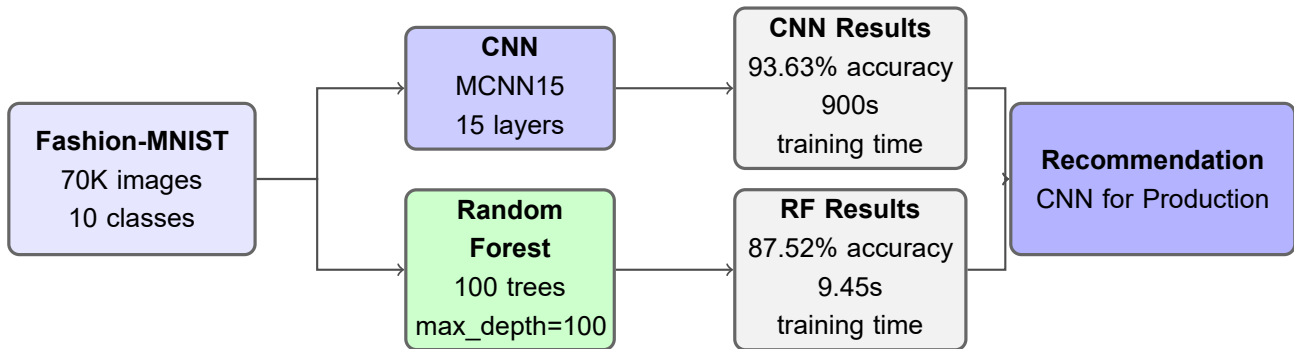 Fashion-MNIST
70K images
10 classes
CNN
MCNN15
15 layers
Random
Forest
100 trees
max_depth=100
CNN Results
93.63% accuracy
900s
training time
RF Results
87.52% accuracy
9.45s
training time
Recommendation
CNN for Production